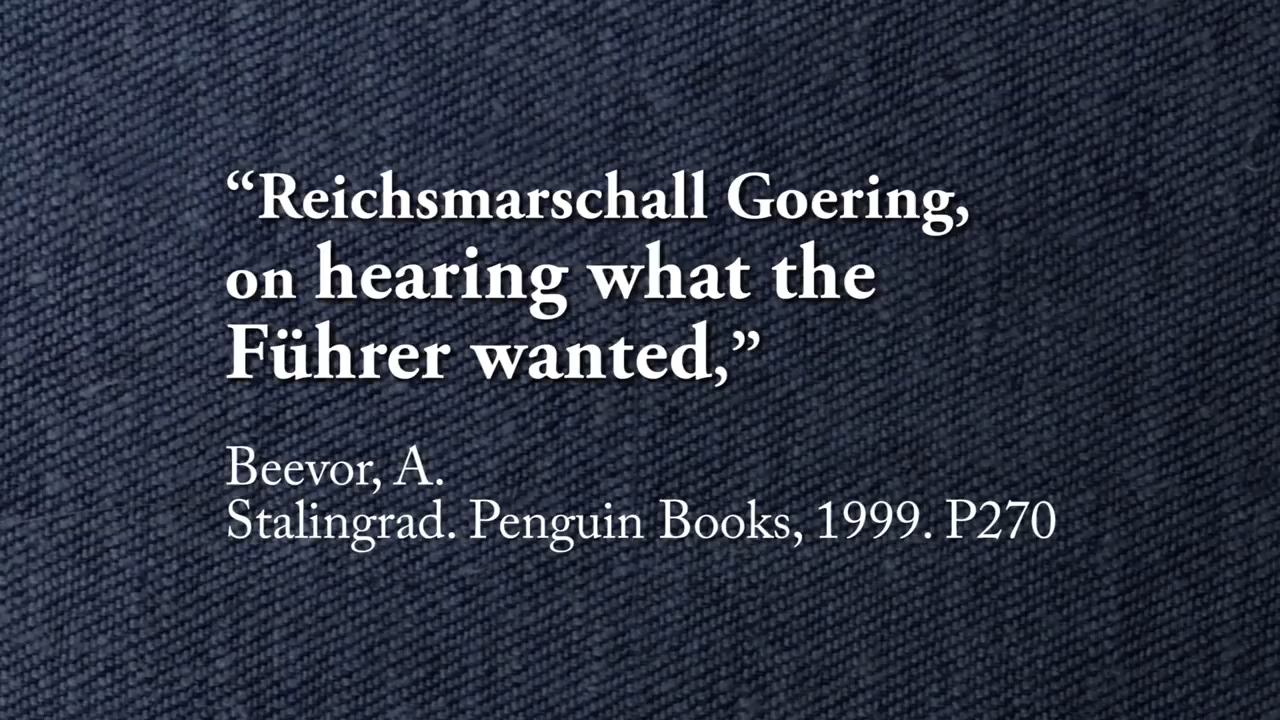 “Reichsmarschall Goering,
on hearing what the
Führer wanted,”
Beevor, A.
Stalingrad. Penguin Books, 1999. P270